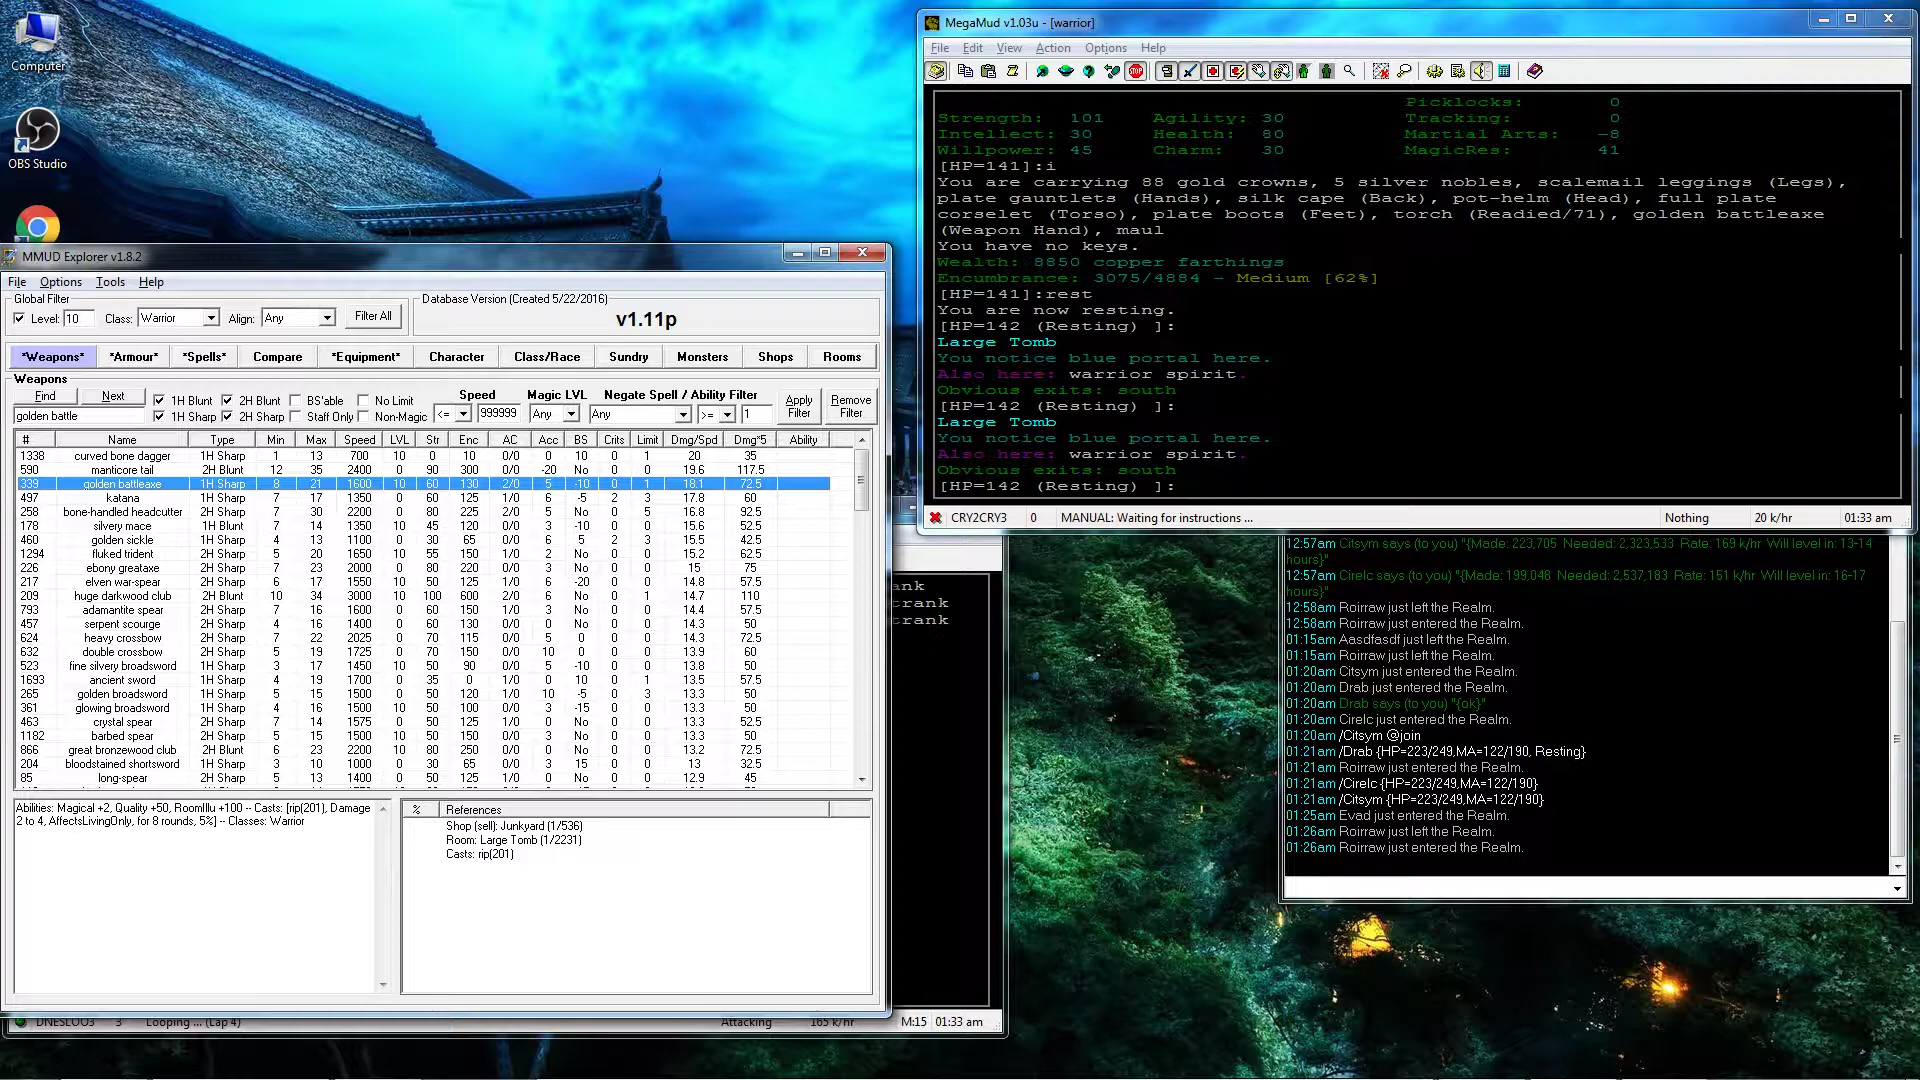 Computer
OBS Studio
MMUD Explorer v1.8.2
File Options Tools Help
Global Filter
Level: 10 Class: Warrior Align: Any Filter All
Database Version (Created 5/22/2016)
v1.11p
*Weapons* *Armour* *Spells* Compare *Equipment* Character Class/Race Sundry Monsters Shops Rooms
Weapons
Find Next 1H Blunt 2H Blunt BS'able No Limit Speed Magic LVL Negate Spell / Ability Filter
golden battle 1H Sharp 2H Sharp Staff Only Non-Magic <= 999999 Any Any >= 1 Apply Filter Remove Filter
# Name Type Min Max Speed LVL Str Enc AC Acc BS Crits Limit Dmg/Spd Dmg*5 Ability
1338 curved bone dagger 1H Sharp 1 13 700 10 0 10 0/0 10 10 0 1 20 35
590 manticore tail 2H Blunt 12 35 2400 0 90 300 0/0 -20 No 0 0 19.6 117.5
339 golden battleaxe 1H Sharp 8 21 1600 0 60 130 2/0 5 -10 0 1 18.1 72.5
497 katana 1H Sharp 7 17 1350 0 60 125 1/0 6 -5 2 3 17.8 60
258 bone-handled headcutter 2H Sharp 7 30 2200 0 80 225 2/0 5 No 0 5 16.8 92.5
178 silvery mace 1H Blunt 7 14 1350 10 45 120 0/0 3 -10 0 0 15.6 52.5
460 golden sickle 1H Sharp 4 13 1100 0 30 65 0/0 6 5 2 3 15.5 42.5
1294 fluked trident 2H Sharp 5 20 1650 10 55 150 1/0 2 No 0 0 15.2 62.5
226 ebony greataxe 2H Sharp 7 23 2000 0 80 220 0/0 3 No 0 0 15 75
217 elven war-spear 2H Sharp 6 17 1550 10 50 125 1/0 6 -20 0 0 14.8 57.5
209 huge darkwood club 2H Blunt 10 34 3000 10 100 600 2/0 6 No 0 1 14.7 110
793 adamantite spear 2H Sharp 7 16 1600 0 60 150 1/0 3 No 0 0 14.4 57.5
457 serpent scourge 2H Sharp 4 16 1400 0 60 130 0/0 0 No 0 0 14.3 50
624 heavy crossbow 2H Sharp 7 22 2025 0 70 115 0/0 3 0 0 0 14.3 72.5
632 double crossbow 2H Sharp 5 19 1725 0 70 150 0/0 10 0 0 0 13.9 60
523 fine silvery broadsword 1H Sharp 3 17 1450 10 50 90 0/0 3 -10 0 0 13.8 50
1693 ancient sword 1H Sharp 4 19 1700 0 35 0 1/0 0 10 0 1 13.5 57.5
265 golden broadsword 1H Sharp 5 15 1500 0 50 120 1/0 10 -5 0 3 13.3 50
361 glowing broadsword 1H Sharp 4 16 1500 0 50 100 0/0 3 -15 0 0 13.3 50
463 crystal spear 2H Sharp 7 14 1575 0 50 125 0/0 3 No 0 0 13.3 52.5
1182 barbed spear 2H Sharp 5 15 1500 0 50 150 0/0 3 No 0 0 13.3 50
866 great bronzewood club 2H Blunt 6 23 2200 10 80 250 0/0 3 No 0 0 13.2 72.5
204 bloodstained shortsword 1H Sharp 3 10 1000 0 30 65 0/0 0 15 0 0 13 32.5
85 long-spear 2H Sharp 5 13 1400 0 50 125 0/0 0 No 0 0 12.9 45
Abilities: Magical +2, Quality +50, RoomIllu +100 -- Casts: [rip(201), Damage
2 to 4, AffectsLivingOnly, for 8 rounds, 5%] -- Classes: Warrior
% References
Shop (sell): Junkyard (1/536)
Room: Large Tomb (1/2231)
Casts: rip(201)
DNESLOO3 3 Looping ... (Lap 4) Attacking 165 k/hr M:15 01:33 am
ank
trank
trank
MegaMud v1.03u - [warrior]
File Edit View Action Options Help
Picklocks: 0
Strength: 101 Agility: 30 Tracking: 0
Intellect: 30 Health: 80 Martial Arts: -8
Willpower: 45 Charm: 30 MagicRes: 41
[HP=141]:i
You are carrying 88 gold crowns, 5 silver nobles, scalemail leggings (Legs),
plate gauntlets (Hands), silk cape (Back), pot-helm (Head), full plate
corselet (Torso), plate boots (Feet), torch (Readied/71), golden battleaxe
(Weapon Hand), maul
You have no keys.
Wealth: 8850 copper farthings
Encumbrance: 3075/4884 - Medium [62%]
[HP=141]:rest
You are now resting.
[HP=142 (Resting) ]:
Large Tomb
You notice blue portal here.
Also here: warrior spirit.
Obvious exits: south
[HP=142 (Resting) ]:
Large Tomb
You notice blue portal here.
Also here: warrior spirit.
Obvious exits: south
[HP=142 (Resting) ]:
CRY2CRY3 0 MANUAL: Waiting for instructions ... Nothing 20 k/hr 01:33 am
12:57am Citsym says (to you) "{Made: 223,705 Needed: 2,323,533 Rate: 169 k/hr Will level in: 13-14
hours}"
12:57am Cirelc says (to you) "{Made: 199,048 Needed: 2,537,183 Rate: 151 k/hr Will level in: 16-17
hours}"
12:58am Roirraw just left the Realm.
12:58am Roirraw just entered the Realm.
01:15am Aasdfasdf just left the Realm.
01:15am Roirraw just left the Realm.
01:20am Citsym just entered the Realm.
01:20am Drab just entered the Realm.
01:20am Drab says (to you) "{ok}"
01:20am Cirelc just entered the Realm.
01:20am /Citsym @join
01:21am /Drab {HP=223/249,MA=122/190, Resting}
01:21am Roirraw just entered the Realm.
01:21am /Cirelc {HP=223/249,MA=122/190}
01:21am /Citsym {HP=223/249,MA=122/190}
01:25am Evad just entered the Realm.
01:26am Roirraw just left the Realm.
01:26am Roirraw just entered the Realm.